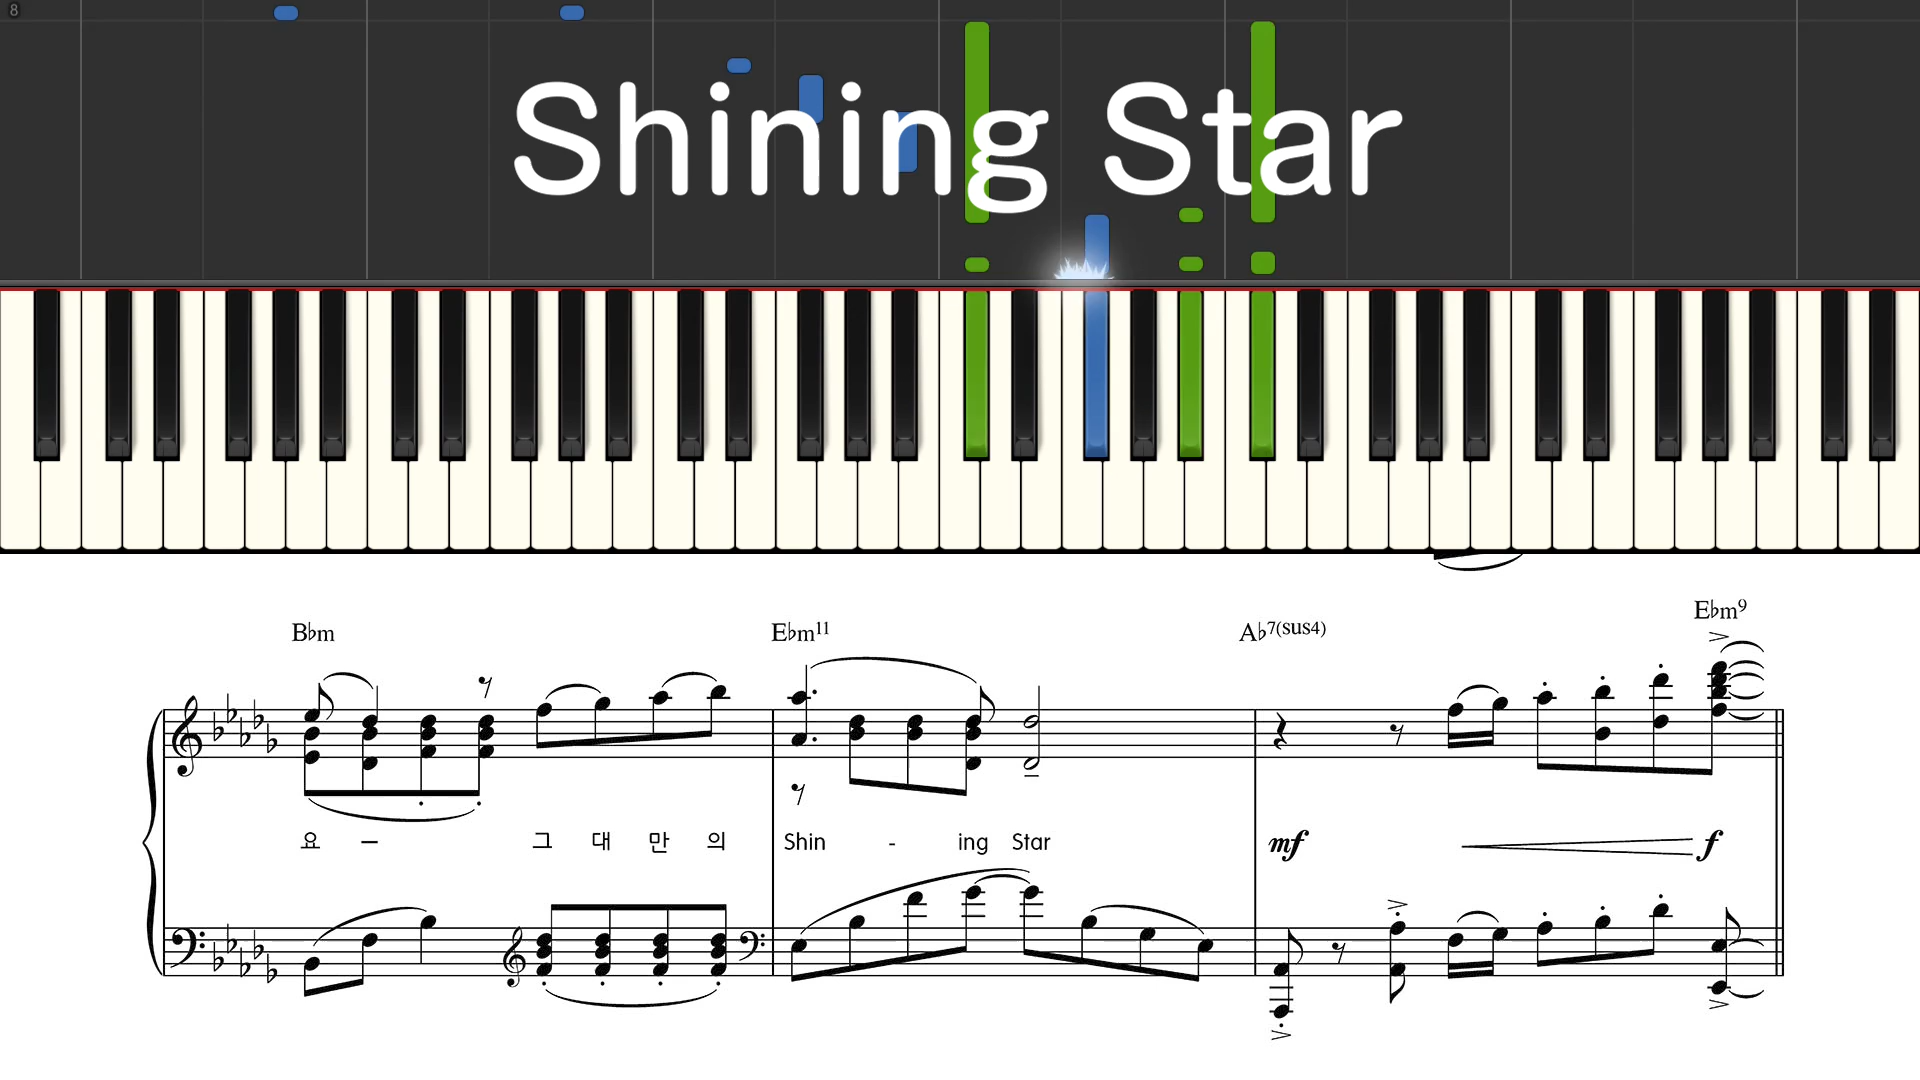 8
Shining Star
B♭m E♭m11 A♭7(sus4) E♭m9
요 – 그 대 만 의 Shin - ing Star mf f